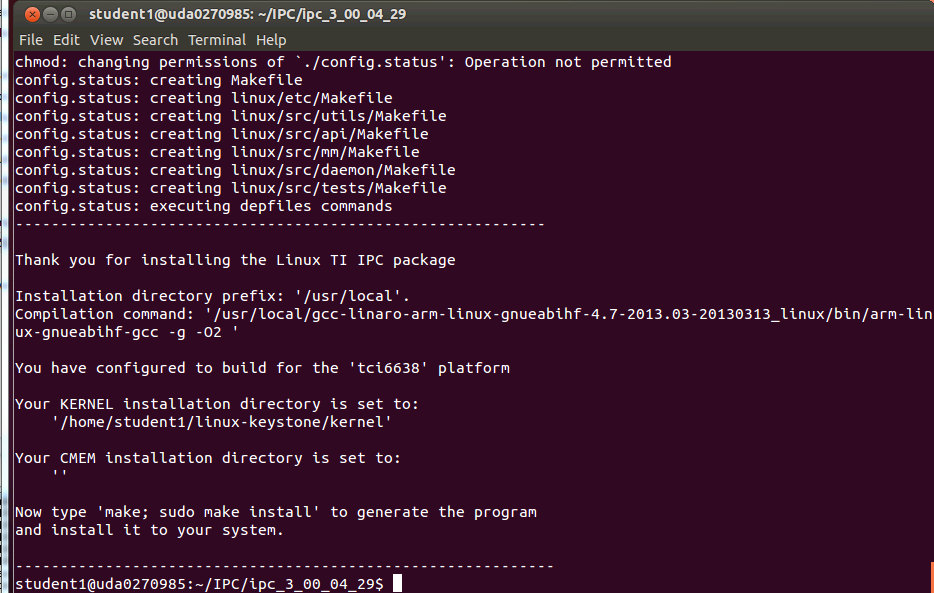 student1@uda0270985: ~/IPC/ipc_3_00_04_29
File Edit View Search Terminal Help
chmod: changing permissions of `./config.status': Operation not permitted
config.status: creating Makefile
config.status: creating linux/etc/Makefile
config.status: creating linux/src/utils/Makefile
config.status: creating linux/src/api/Makefile
config.status: creating linux/src/mm/Makefile
config.status: creating linux/src/daemon/Makefile
config.status: creating linux/src/tests/Makefile
config.status: executing depfiles commands
-----------------------------------------------------------
Thank you for installing the Linux TI IPC package
Installation directory prefix: '/usr/local'.
Compilation command: '/usr/local/gcc-linaro-arm-linux-gnueabihf-4.7-2013.03-20130313_linux/bin/arm-lin
ux-gnueabihf-gcc -g -O2 '
You have configured to build for the 'tci6638' platform
Your KERNEL installation directory is set to:
'/home/student1/linux-keystone/kernel'
Your CMEM installation directory is set to:
''
Now type 'make; sudo make install' to generate the program
and install it to your system.
------------------------------------------------------------
student1@uda0270985:~/IPC/ipc_3_00_04_29$